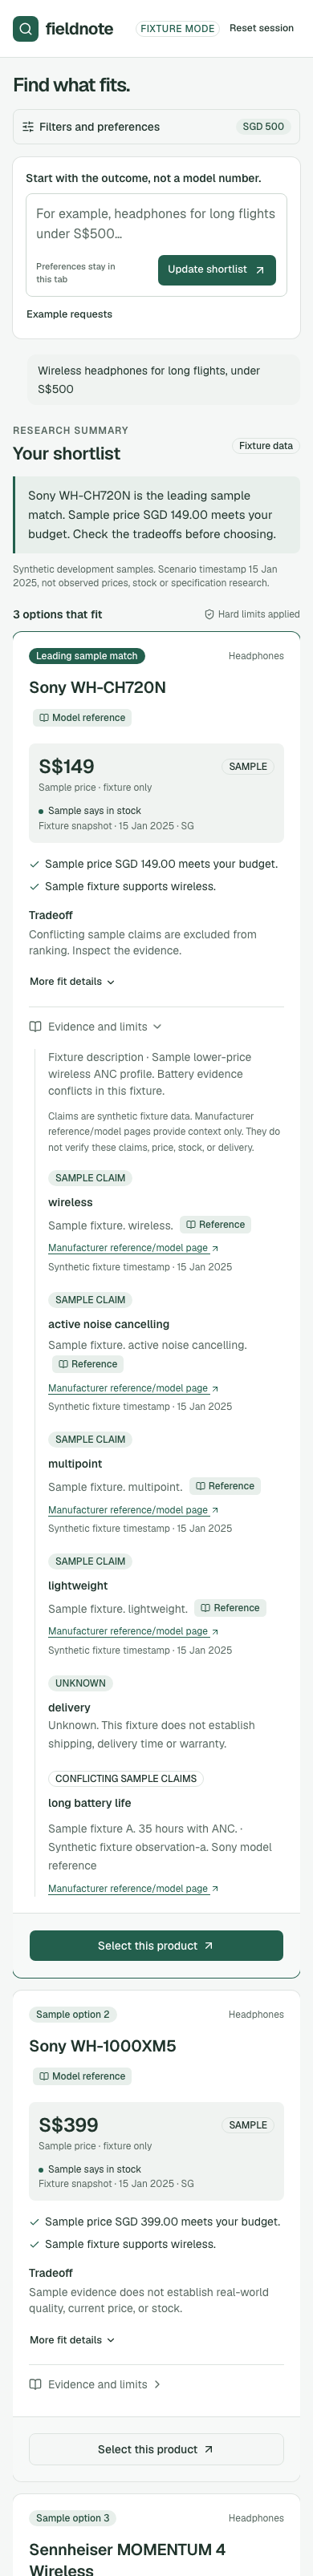 fieldnote
FIXTURE MODE
Reset session
Find what fits.
Filters and preferences
SGD 500
Start with the outcome, not a model number.
For example, headphones for long flights
under S$500...
Preferences stay in
this tab
Update shortlist
Example requests
Wireless headphones for long flights, under
S$500
RESEARCH SUMMARY
Your shortlist
Fixture data
Sony WH-CH720N is the leading sample
match. Sample price SGD 149.00 meets your
budget. Check the tradeoffs before choosing.
Synthetic development samples. Scenario timestamp 15 Jan
2025, not observed prices, stock or specification research.
3 options that fit
Hard limits applied
Leading sample match
Headphones
Sony WH-CH720N
Model reference
S$149
SAMPLE
Sample price · fixture only
Sample says in stock
Fixture snapshot · 15 Jan 2025 · SG
Sample price SGD 149.00 meets your budget.
Sample fixture supports wireless.
Tradeoff
Conflicting sample claims are excluded from
ranking. Inspect the evidence.
More fit details
Evidence and limits
Fixture description · Sample lower-price
wireless ANC profile. Battery evidence
conflicts in this fixture.
Claims are synthetic fixture data. Manufacturer
reference/model pages provide context only. They do
not verify these claims, price, stock, or delivery.
SAMPLE CLAIM
wireless
Sample fixture. wireless. Reference
Manufacturer reference/model page
Synthetic fixture timestamp · 15 Jan 2025
SAMPLE CLAIM
active noise cancelling
Sample fixture. active noise cancelling.
Reference
Manufacturer reference/model page
Synthetic fixture timestamp · 15 Jan 2025
SAMPLE CLAIM
multipoint
Sample fixture. multipoint. Reference
Manufacturer reference/model page
Synthetic fixture timestamp · 15 Jan 2025
SAMPLE CLAIM
lightweight
Sample fixture. lightweight. Reference
Manufacturer reference/model page
Synthetic fixture timestamp · 15 Jan 2025
UNKNOWN
delivery
Unknown. This fixture does not establish
shipping, delivery time or warranty.
CONFLICTING SAMPLE CLAIMS
long battery life
Sample fixture A. 35 hours with ANC. ·
Synthetic fixture observation-a. Sony model
reference
Manufacturer reference/model page
Select this product
Sample option 2
Headphones
Sony WH-1000XM5
Model reference
S$399
SAMPLE
Sample price · fixture only
Sample says in stock
Fixture snapshot · 15 Jan 2025 · SG
Sample price SGD 399.00 meets your budget.
Sample fixture supports wireless.
Tradeoff
Sample evidence does not establish real-world
quality, current price, or stock.
More fit details
Evidence and limits
Select this product
Sample option 3
Headphones
Sennheiser MOMENTUM 4
Wireless